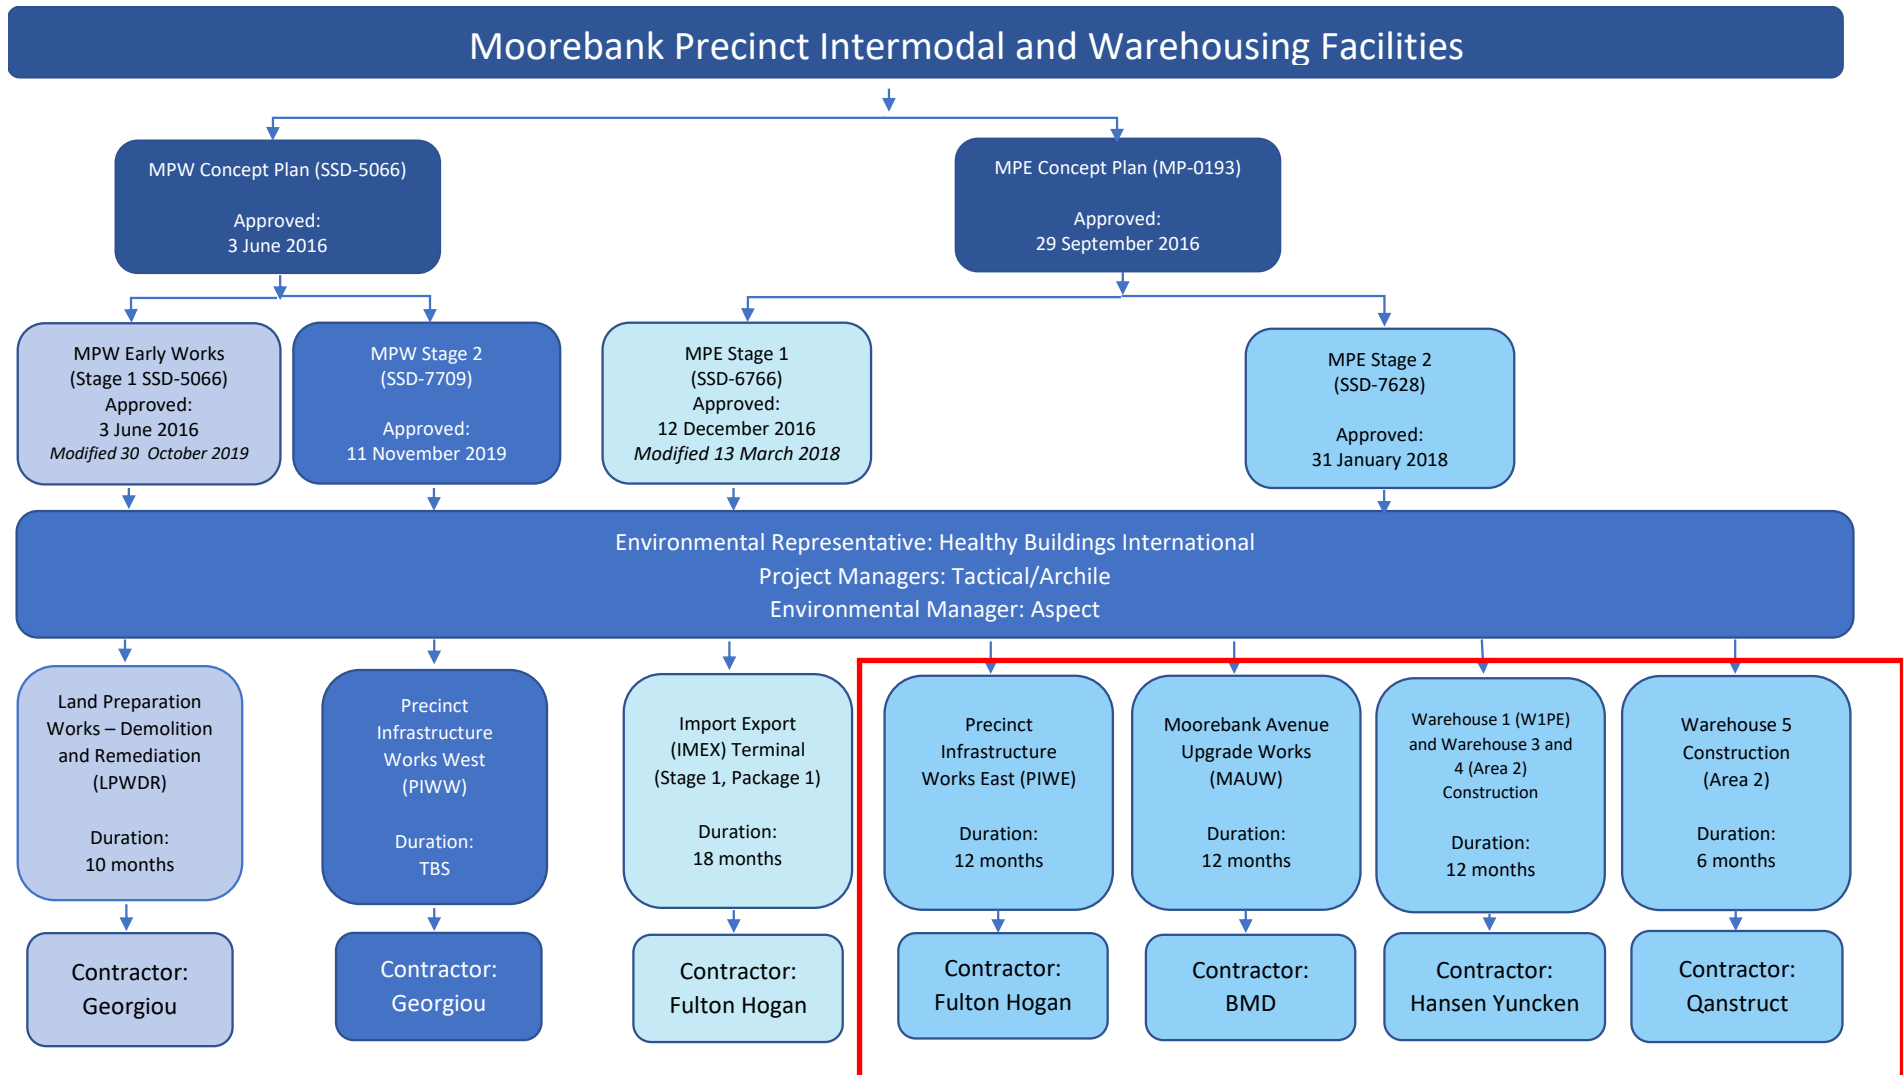 Moorebank Precinct Intermodal and Warehousing Facilities
MPW Concept Plan (SSD-5066)
Approved:
3 June 2016
MPE Concept Plan (MP-0193)
Approved:
29 September 2016
MPW Early Works
(Stage 1 SSD-5066)
Approved:
3 June 2016
Modified 30 October 2019
MPW Stage 2
(SSD-7709)
Approved:
11 November 2019
MPE Stage 1
(SSD-6766)
Approved:
12 December 2016
Modified 13 March 2018
MPE Stage 2
(SSD-7628)
Approved:
31 January 2018
Environmental Representative: Healthy Buildings International
Project Managers: Tactical/Archile
Environmental Manager: Aspect
Land Preparation
Works – Demolition
and Remediation
(LPWDR)
Duration:
10 months
Precinct
Infrastructure
Works West
(PIWW)
Duration:
TBS
Import Export
(IMEX) Terminal
(Stage 1, Package 1)
Duration:
18 months
Precinct
Infrastructure
Works East (PIWE)
Duration:
12 months
Moorebank Avenue
Upgrade Works
(MAUW)
Duration:
12 months
Warehouse 1 (W1PE)
and Warehouse 3 and
4 (Area 2)
Construction
Duration:
12 months
Warehouse 5
Construction
(Area 2)
Duration:
6 months
Contractor:
Georgiou
Contractor:
Georgiou
Contractor:
Fulton Hogan
Contractor:
Fulton Hogan
Contractor:
BMD
Contractor:
Hansen Yuncken
Contractor:
Qanstruct